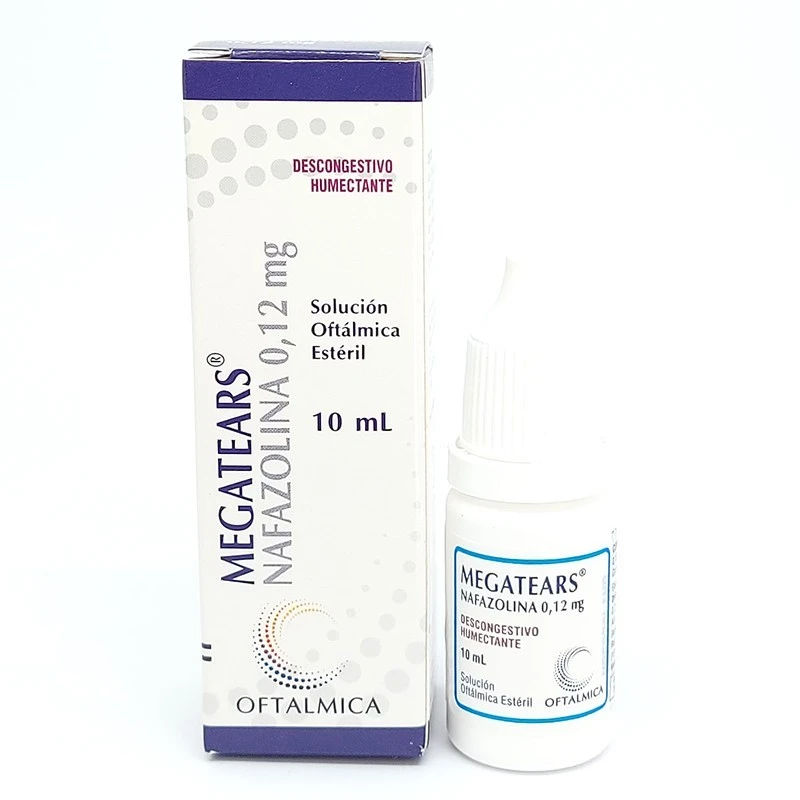 DESCONGESTIVO
HUMECTANTE
MEGATEARS®
NAFAZOLINA 0,12 mg
Solución
Oftálmica
Estéril
10 mL
OFTALMICA
MEGATEARS®
NAFAZOLINA 0,12 mg
DESCONGESTIVO
HUMECTANTE
10 mL
Solución
Oftálmica Estéril
OFTALMICA